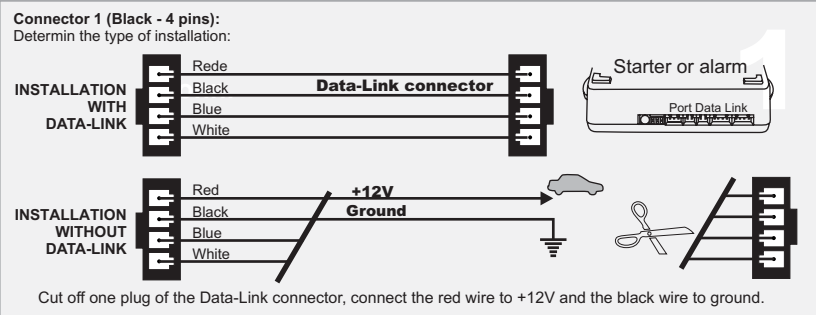 Connector 1 (Black - 4 pins):
Determin the type of installation:
1
Rede
Black
Blue
White
INSTALLATION
WITH
DATA-LINK
Data-Link connector
Starter or alarm
Port Data Link
Red
Black
Blue
White
INSTALLATION
WITHOUT
DATA-LINK
+12V
Ground
Cut off one plug of the Data-Link connector, connect the red wire to +12V and the black wire to ground.